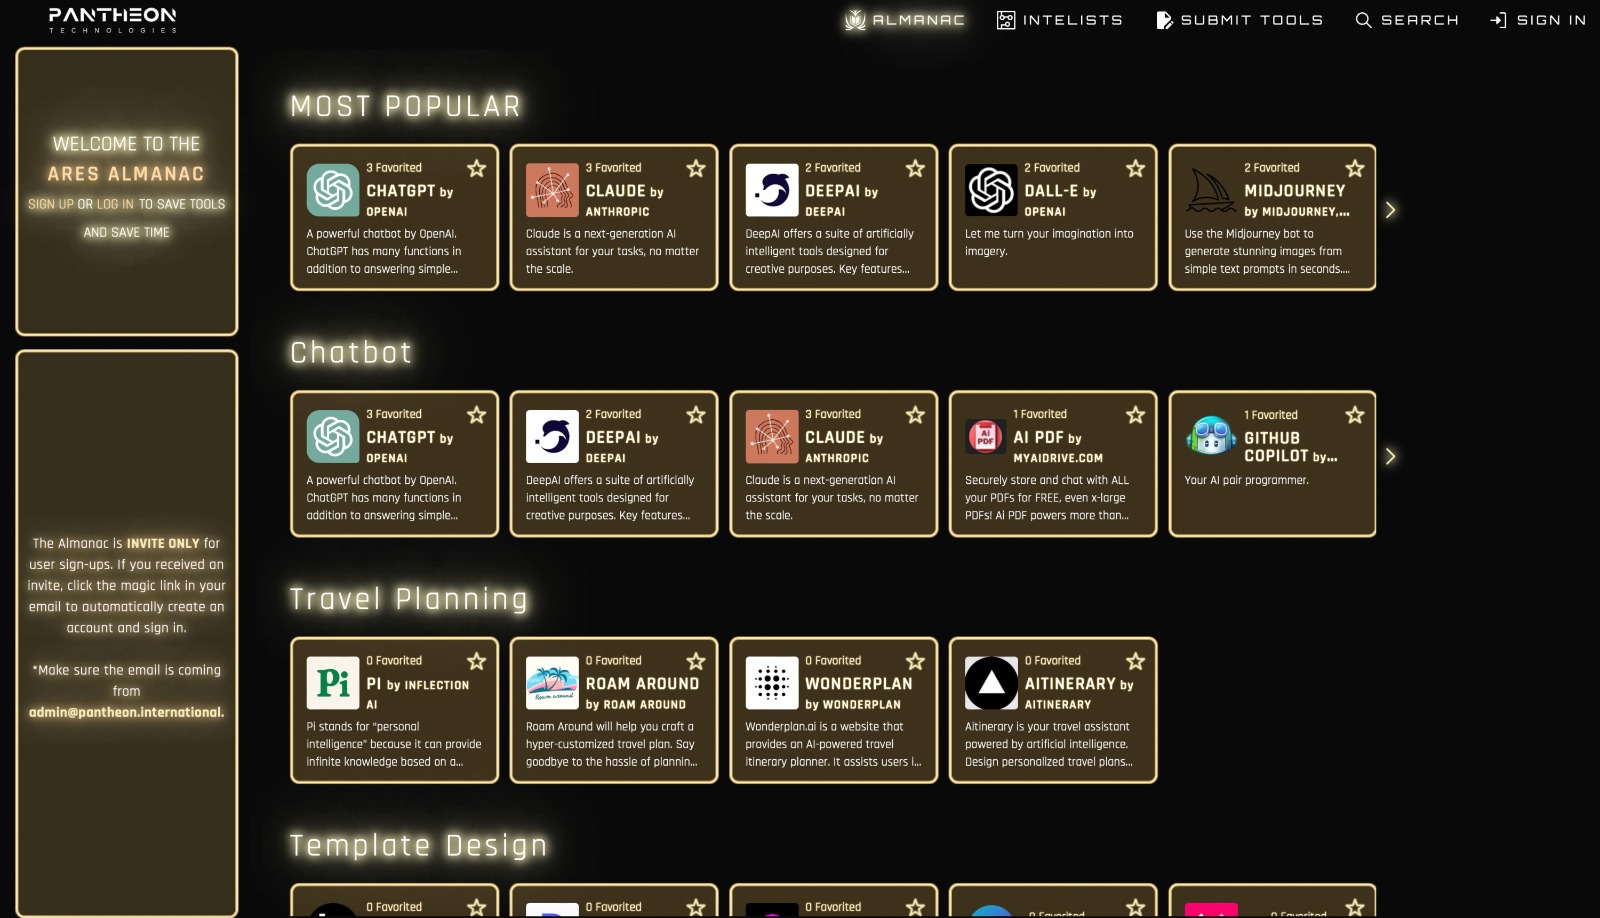 PANTHEON
TECHNOLOGIES
ALMANAC
INTELISTS
SUBMIT TOOLS
SEARCH
SIGN IN
WELCOME TO THE
ARES ALMANAC
SIGN UP OR LOG IN TO SAVE TOOLS
AND SAVE TIME
The Almanac is INVITE ONLY for
user sign-ups. If you received an
invite, click the magic link in your
email to automatically create an
account and sign in.
*Make sure the email is coming
from
admin@pantheon.international.
MOST POPULAR
3 Favorited
CHATGPT by
OPENAI
A powerful chatbot by OpenAI.
ChatGPT has many functions in
addition to answering simple...
3 Favorited
CLAUDE by
ANTHROPIC
Claude is a next-generation AI
assistant for your tasks, no matter
the scale.
2 Favorited
DEEPAI by
DEEPAI
DeepAI offers a suite of artificially
intelligent tools designed for
creative purposes. Key features...
2 Favorited
DALL-E by
OPENAI
Let me turn your imagination into
imagery.
2 Favorited
MIDJOURNEY
by MIDJOURNEY,...
Use the Midjourney bot to
generate stunning images from
simple text prompts in seconds....
Chatbot
3 Favorited
CHATGPT by
OPENAI
A powerful chatbot by OpenAI.
ChatGPT has many functions in
addition to answering simple...
2 Favorited
DEEPAI by
DEEPAI
DeepAI offers a suite of artificially
intelligent tools designed for
creative purposes. Key features...
3 Favorited
CLAUDE by
ANTHROPIC
Claude is a next-generation AI
assistant for your tasks, no matter
the scale.
Ai
PDF
1 Favorited
AI PDF by
MYAIDRIVE.COM
Securely store and chat with ALL
your PDFs for FREE, even x-large
PDFs! Ai PDF powers more than...
1 Favorited
GITHUB
COPILOT by...
Your AI pair programmer.
Travel Planning
Pi
0 Favorited
PI by INFLECTION
AI
Pi stands for "personal
intelligence" because it can provide
infinite knowledge based on a...
Roam around
0 Favorited
ROAM AROUND
by ROAM AROUND
Roam Around will help you craft a
hyper-customized travel plan. Say
goodbye to the hassle of plannin...
0 Favorited
WONDERPLAN
by WONDERPLAN
Wonderplan.ai is a website that
provides an AI-powered travel
itinerary planner. It assists users i...
0 Favorited
AITINERARY by
AITINERARY
Aitinerary is your travel assistant
powered by artificial intelligence.
Design personalized travel plans...
Template Design
0 Favorited
0 Favorited
0 Favorited
0 Favorited
0 Favorited